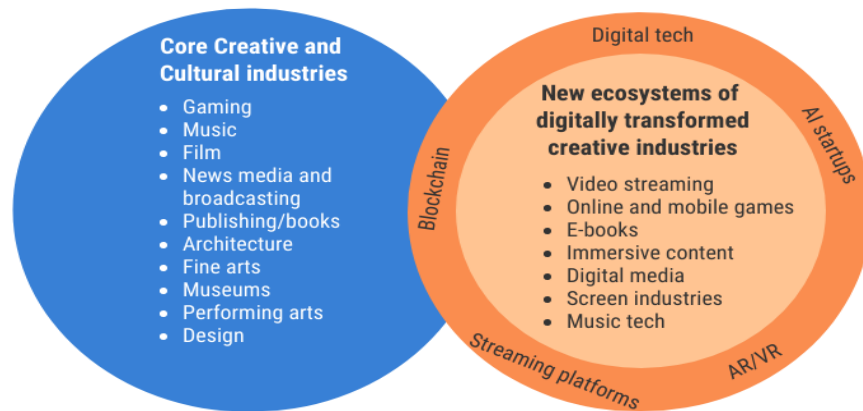 Core Creative and
Cultural industries
• Gaming
• Music
• Film
• News media and
broadcasting
• Publishing/books
• Architecture
• Fine arts
• Museums
• Performing arts
• Design
Digital tech
AI startups
Blockchain
New ecosystems of
digitally transformed
creative industries
• Video streaming
• Online and mobile games
• E-books
• Immersive content
• Digital media
• Screen industries
• Music tech
Streaming platforms
AR/VR